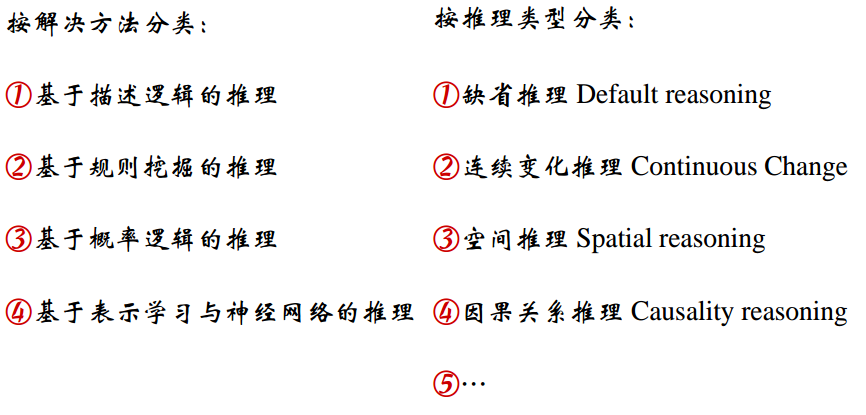 按解决方法分类：
①基于描述逻辑的推理
②基于规则挖掘的推理
③基于概率逻辑的推理
④基于表示学习与神经网络的推理
按推理类型分类：
①缺省推理 Default reasoning
②连续变化推理 Continuous Change
③空间推理 Spatial reasoning
④因果关系推理 Causality reasoning
⑤…